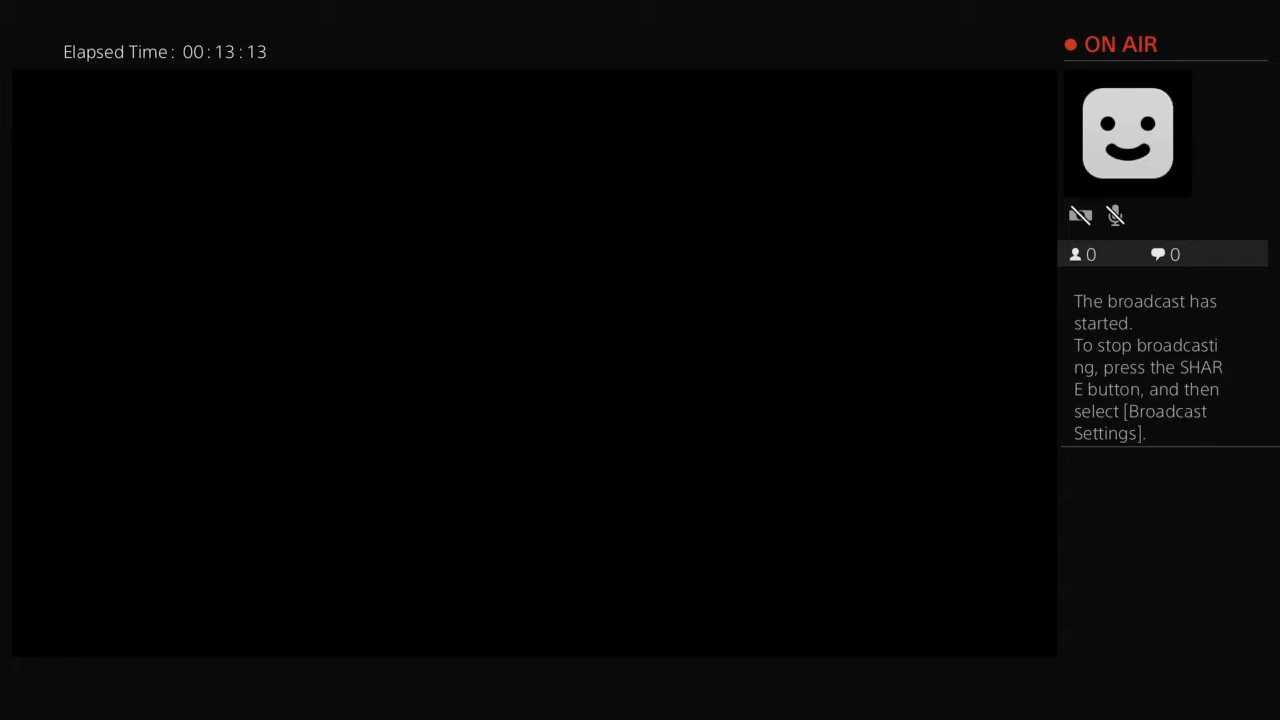 Elapsed Time: 00:13:13
ON AIR
0 0
The broadcast has
started.
To stop broadcasti
ng, press the SHAR
E button, and then
select [Broadcast
Settings].